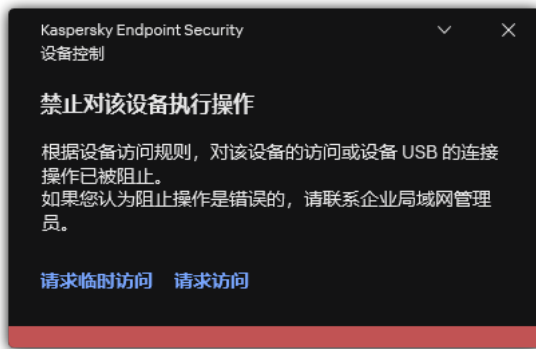 Kaspersky Endpoint Security
设备控制
禁止对该设备执行操作
根据设备访问规则，对该设备的访问或设备 USB 的连接
操作已被阻止。
如果您认为阻止操作是错误的，请联系企业局域网管理
员。
请求临时访问 请求访问